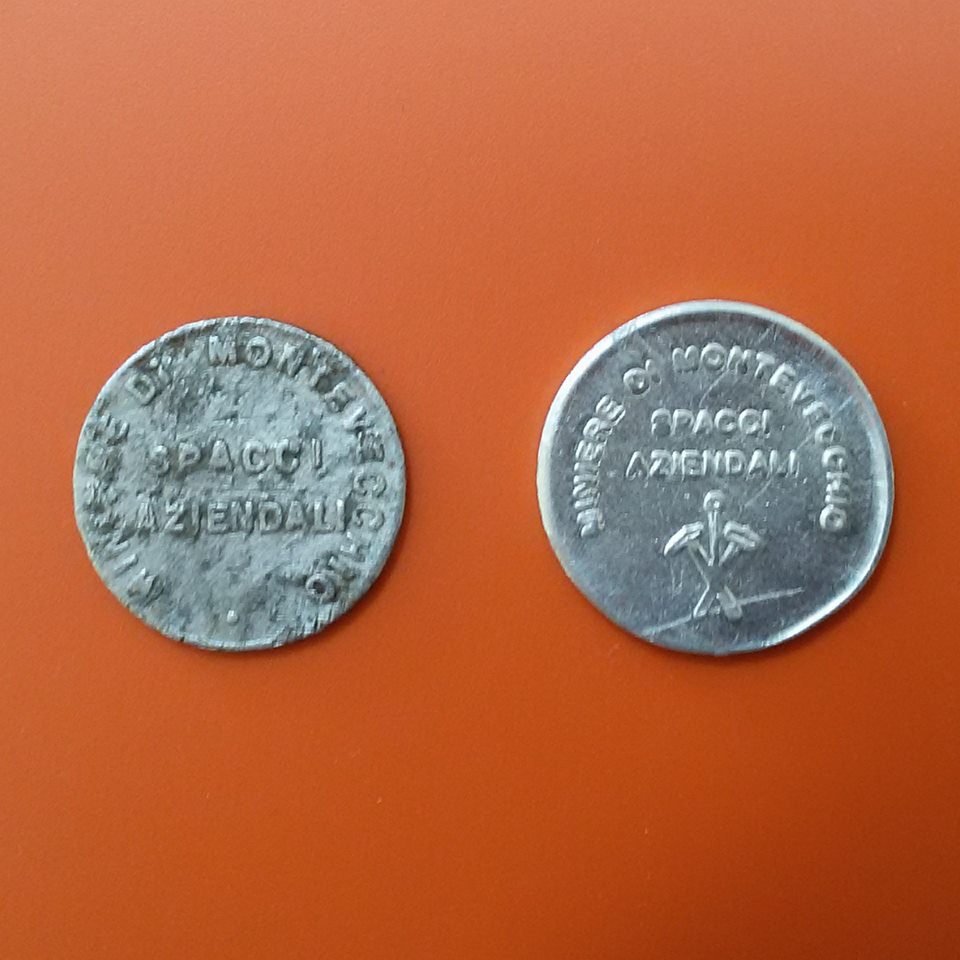 MINIERE DI MONTEVECCHIO
SPACCI
AZIENDALI
MINIERE DI MONTEVECCHIO
SPACCI
AZIENDALI